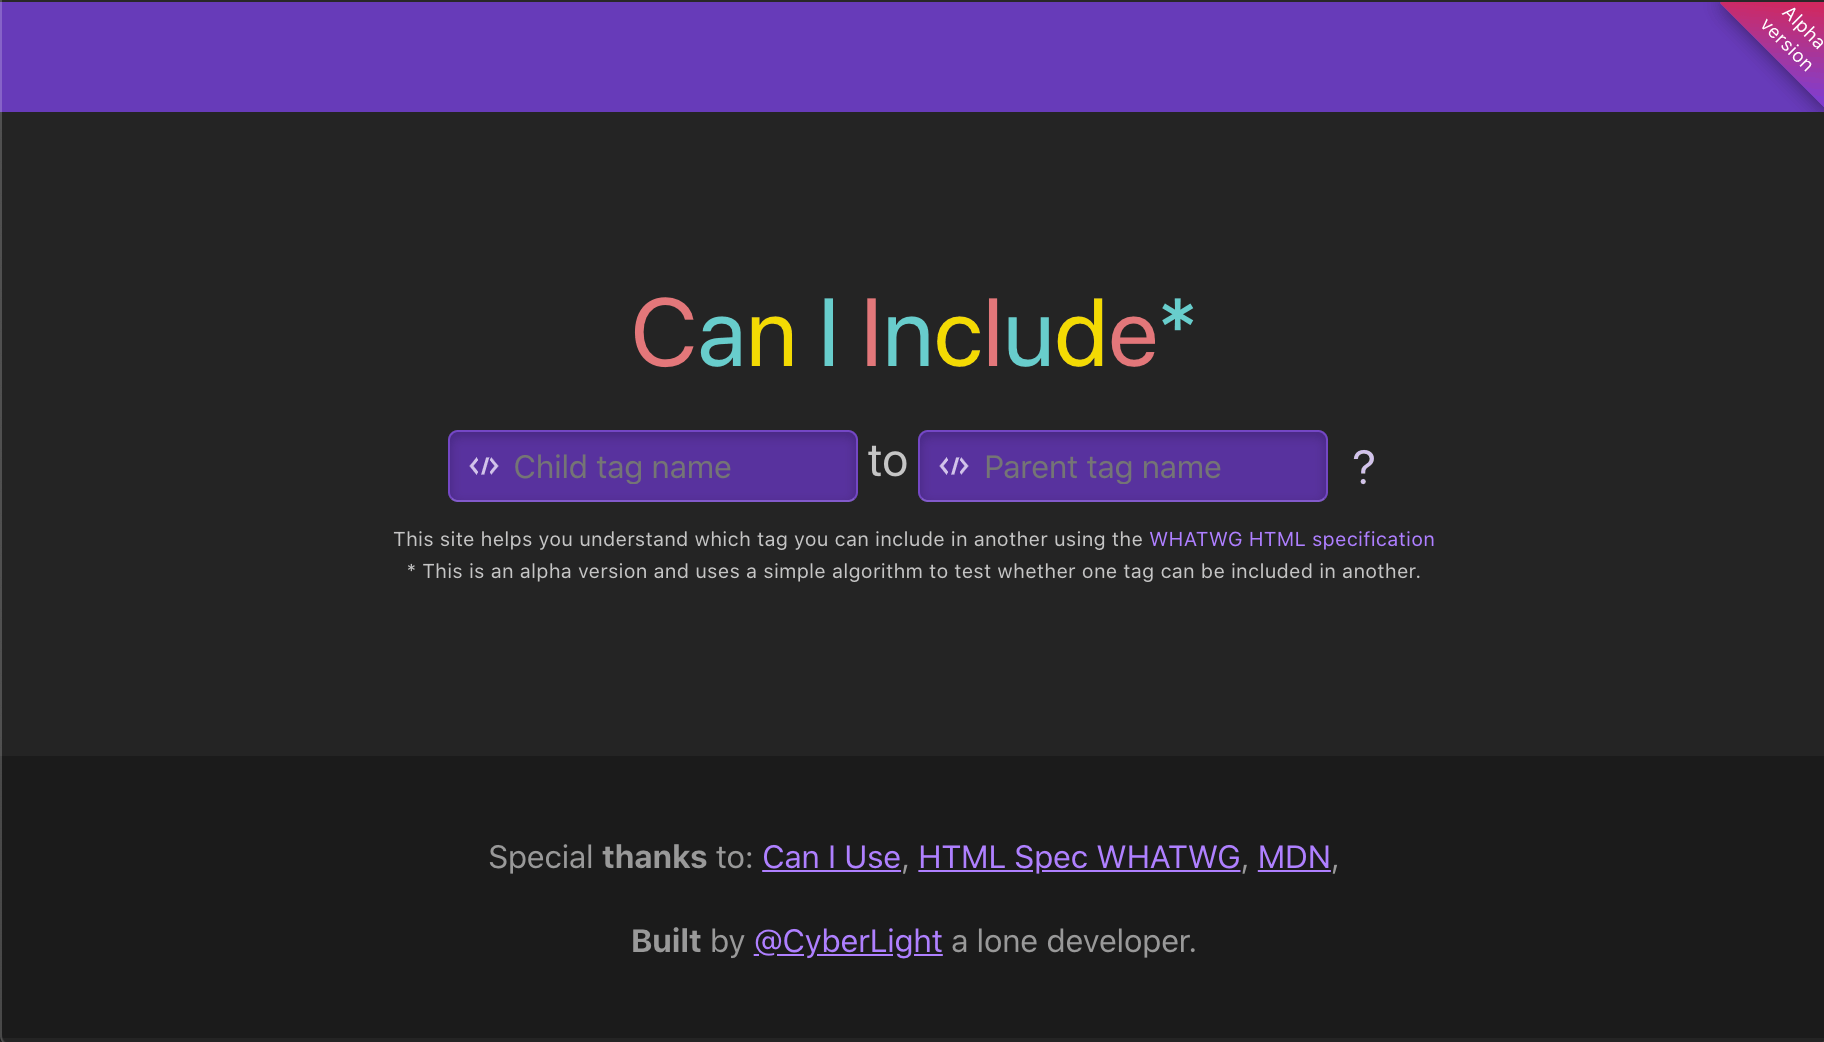 Alpha
version
Can I Include*
</> Child tag name to </> Parent tag name ?
This site helps you understand which tag you can include in another using the WHATWG HTML specification
* This is an alpha version and uses a simple algorithm to test whether one tag can be included in another.
Special thanks to: Can I Use, HTML Spec WHATWG, MDN,
Built by @CyberLight a lone developer.